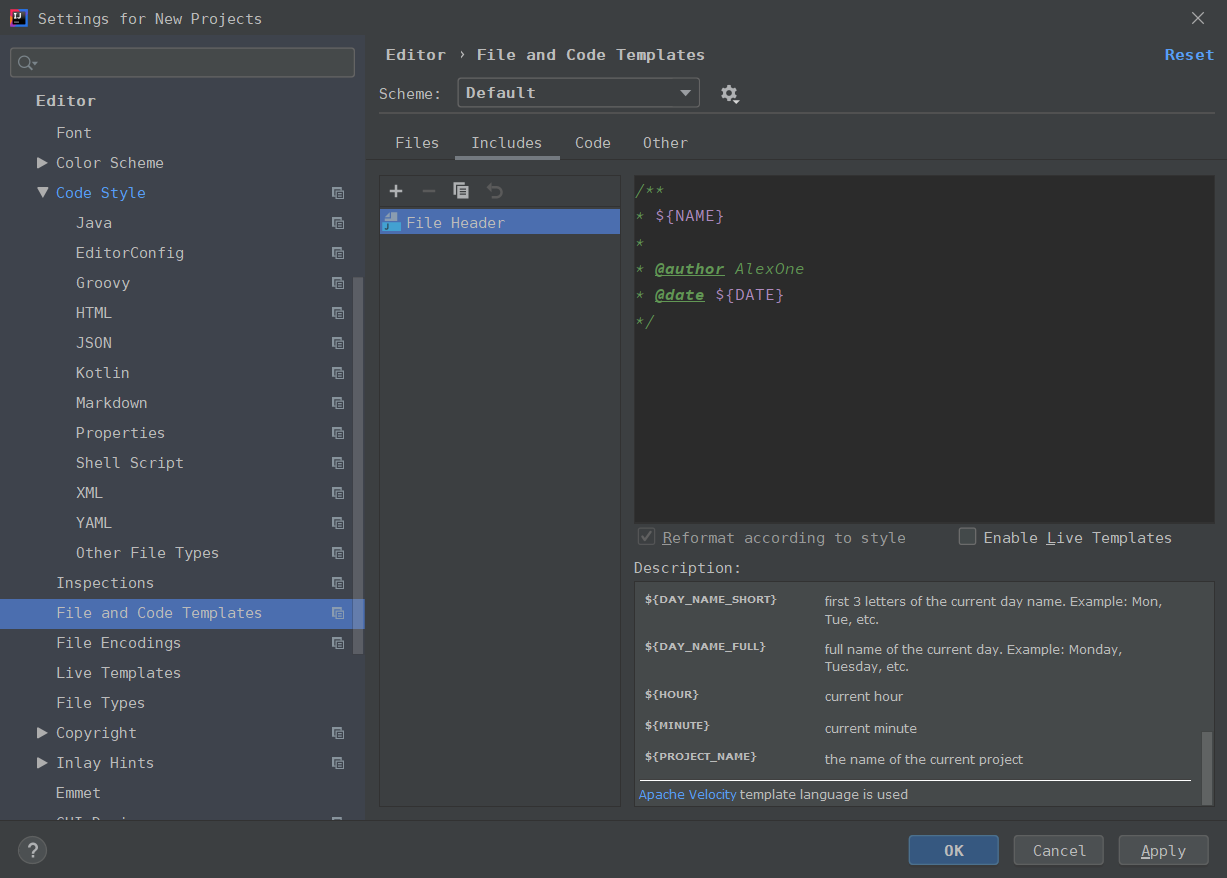 Settings for New Projects
Editor
Font
Color Scheme
Code Style
Java
EditorConfig
Groovy
HTML
JSON
Kotlin
Markdown
Properties
Shell Script
XML
YAML
Other File Types
Inspections
File and Code Templates
File Encodings
Live Templates
File Types
Copyright
Inlay Hints
Emmet
Editor › File and Code Templates
Reset
Scheme: Default
Files Includes Code Other
File Header
/**
* ${NAME}
*
* @author AlexOne
* @date ${DATE}
*/
Reformat according to style Enable Live Templates
Description:
${DAY_NAME_SHORT} first 3 letters of the current day name. Example: Mon,
Tue, etc.
${DAY_NAME_FULL} full name of the current day. Example: Monday,
Tuesday, etc.
${HOUR} current hour
${MINUTE} current minute
${PROJECT_NAME} the name of the current project
Apache Velocity template language is used
? OK Cancel Apply